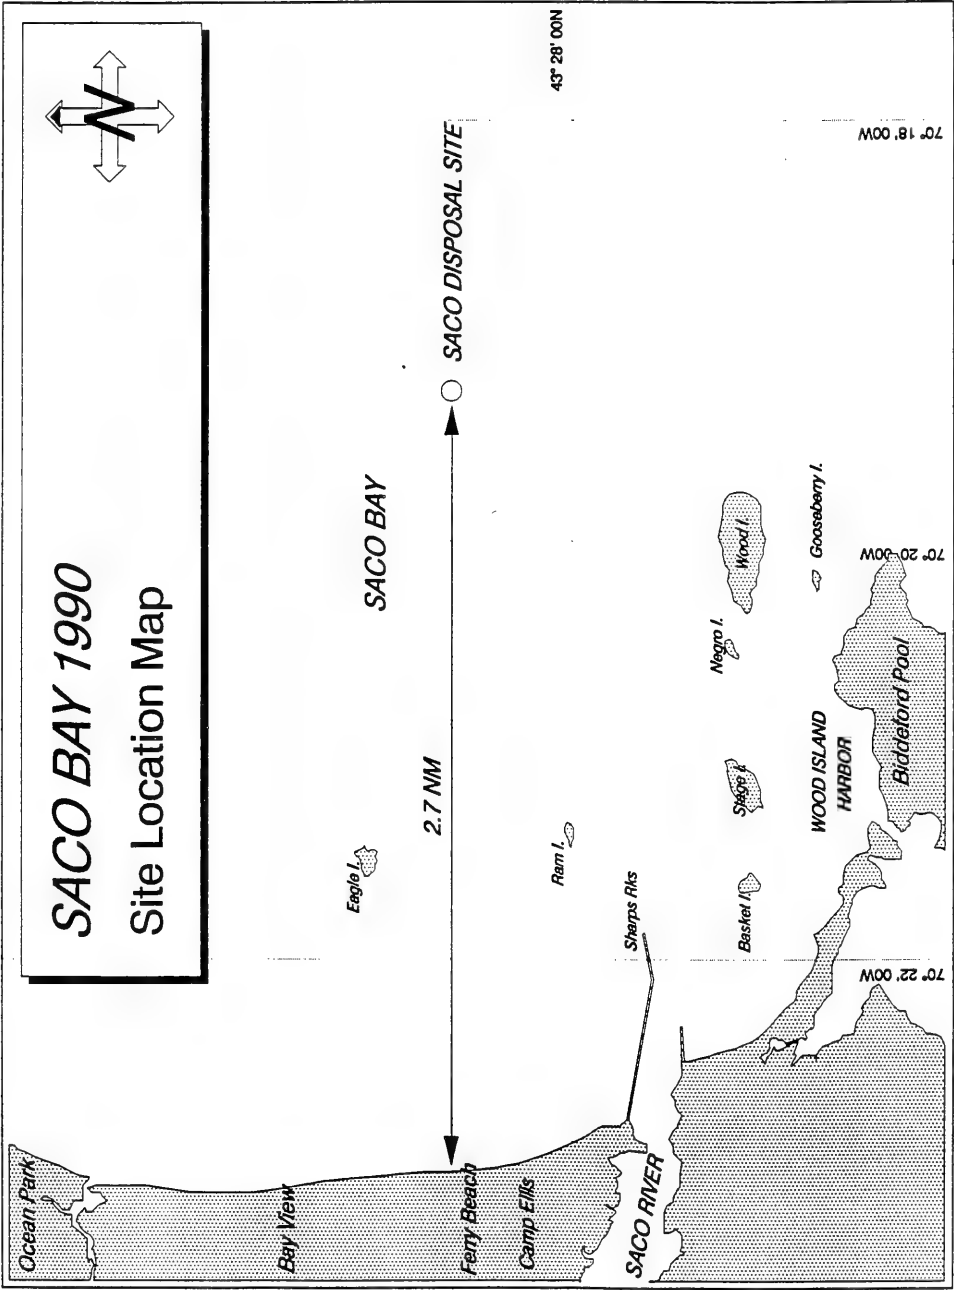 SACO BAY 1990
Site Location Map
N
Ocean Park
Bay View
Ferry Beach
Camp Ellis
SACO RIVER
Eagle I.
SACO BAY
2.7 NM
SACO DISPOSAL SITE
43° 28' 00N
Ram I.
Sharps Rks
Basket I.
Stage I.
Negro I.
Wood I.
Gooseberry I.
WOOD ISLAND
HARBOR
Biddeford Pool
70° 22' 00W
70° 20' 00W
70° 18' 00W